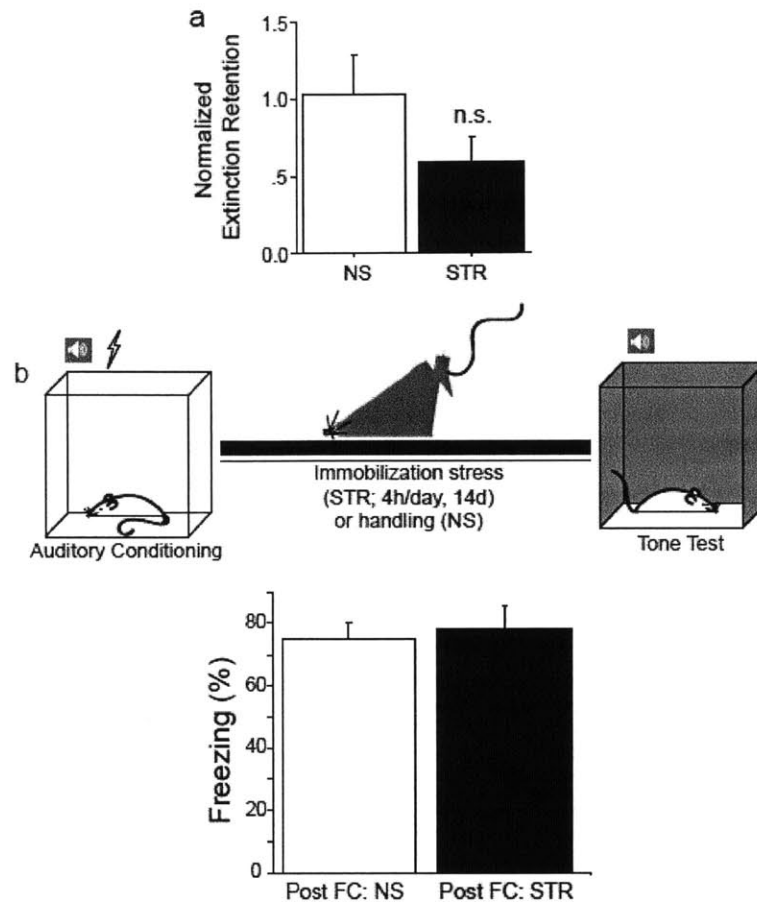 a
Normalized
Extinction Retention
1.5
1.0
.5
0.0
n.s.
NS
STR
b
Auditory Conditioning
Immobilization stress
(STR; 4h/day, 14d)
or handling (NS)
Tone Test
Freezing (%)
80
60
40
20
0
Post FC: NS
Post FC: STR